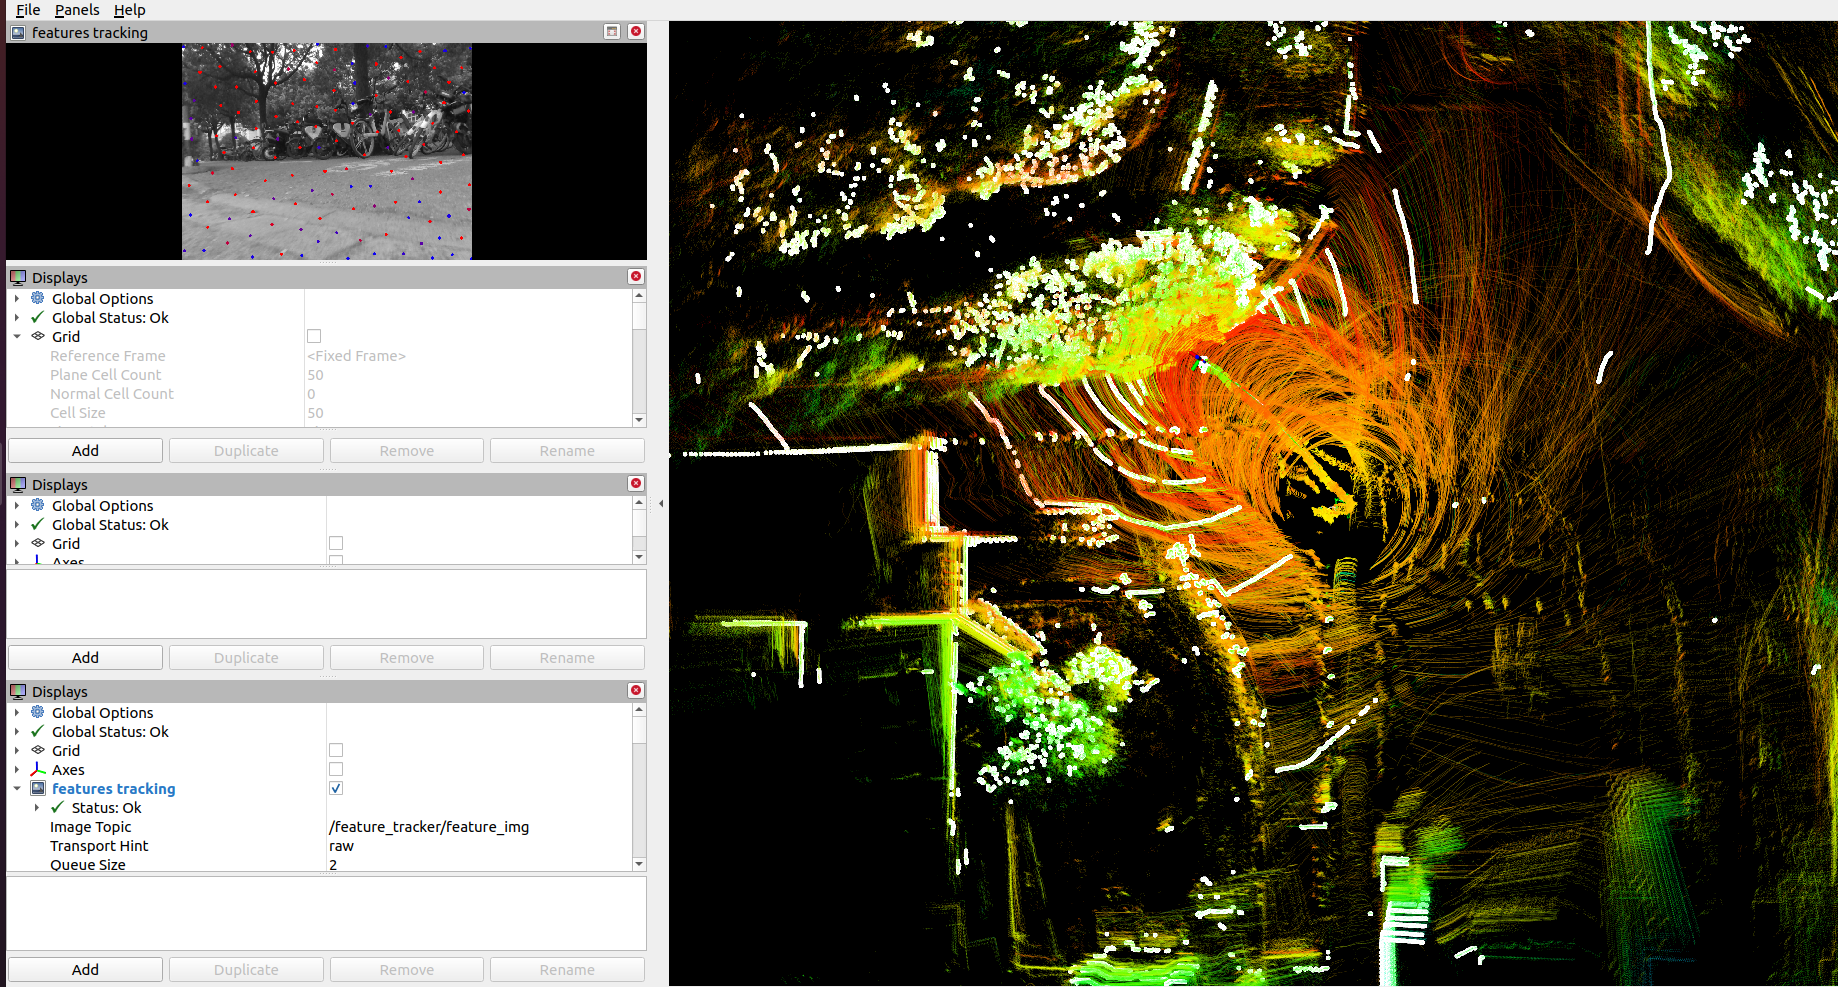 File Panels Help
features tracking
Displays
Global Options
Global Status: Ok
Grid
Reference Frame <Fixed Frame>
Plane Cell Count 50
Normal Cell Count 0
Cell Size 50
Add Duplicate Remove Rename
Displays
Global Options
Global Status: Ok
Grid
Axes
Add Duplicate Remove Rename
Displays
Global Options
Global Status: Ok
Grid
Axes
features tracking
Status: Ok
Image Topic /feature_tracker/feature_img
Transport Hint raw
Queue Size 2
Add Duplicate Remove Rename